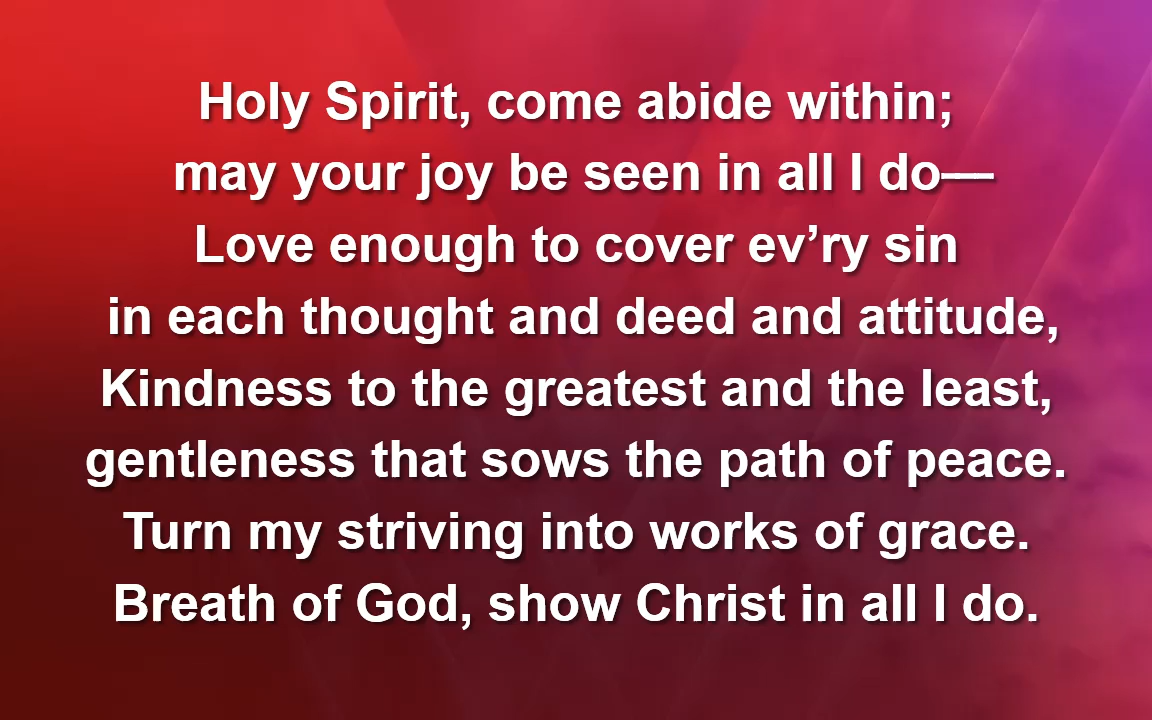 Holy Spirit, come abide within;
may your joy be seen in all I do—
Love enough to cover ev’ry sin
in each thought and deed and attitude,
Kindness to the greatest and the least,
gentleness that sows the path of peace.
Turn my striving into works of grace.
Breath of God, show Christ in all I do.